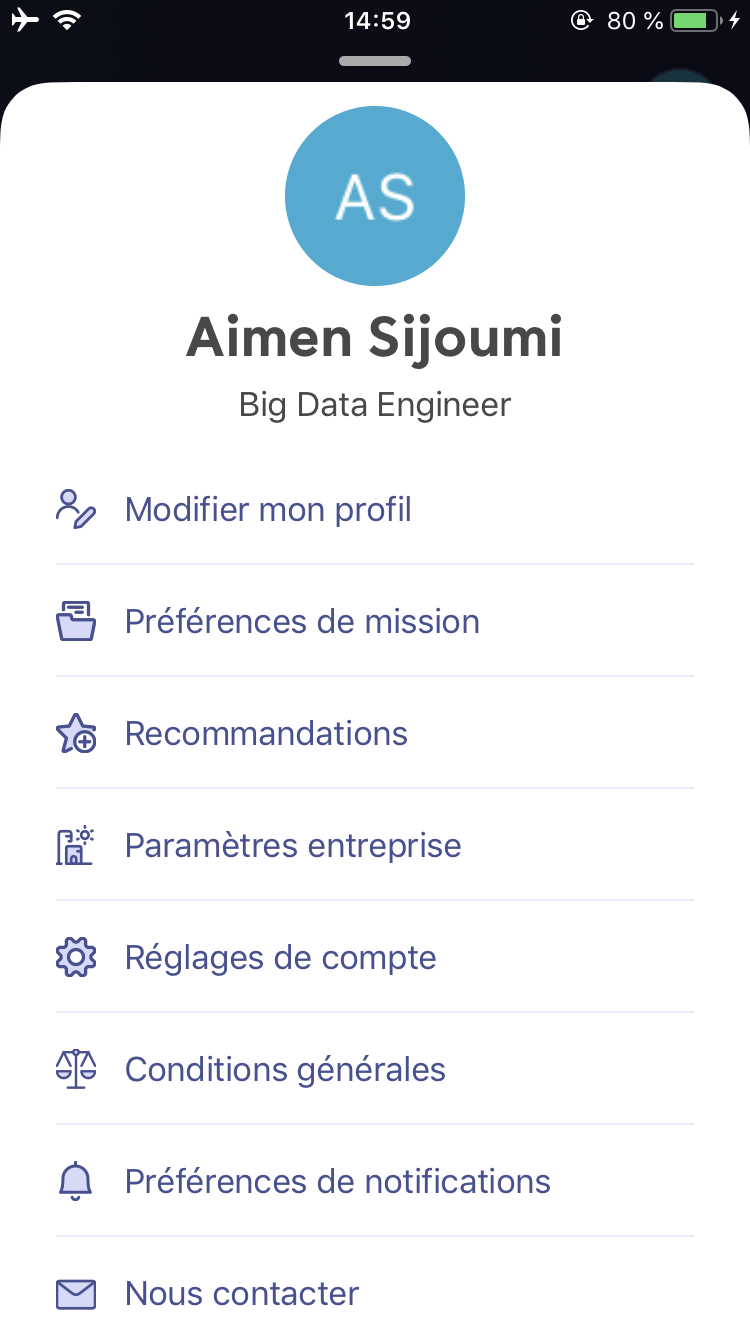 14:59
80 %
AS
Aimen Sijoumi
Big Data Engineer
Modifier mon profil
Préférences de mission
Recommandations
Paramètres entreprise
Réglages de compte
Conditions générales
Préférences de notifications
Nous contacter